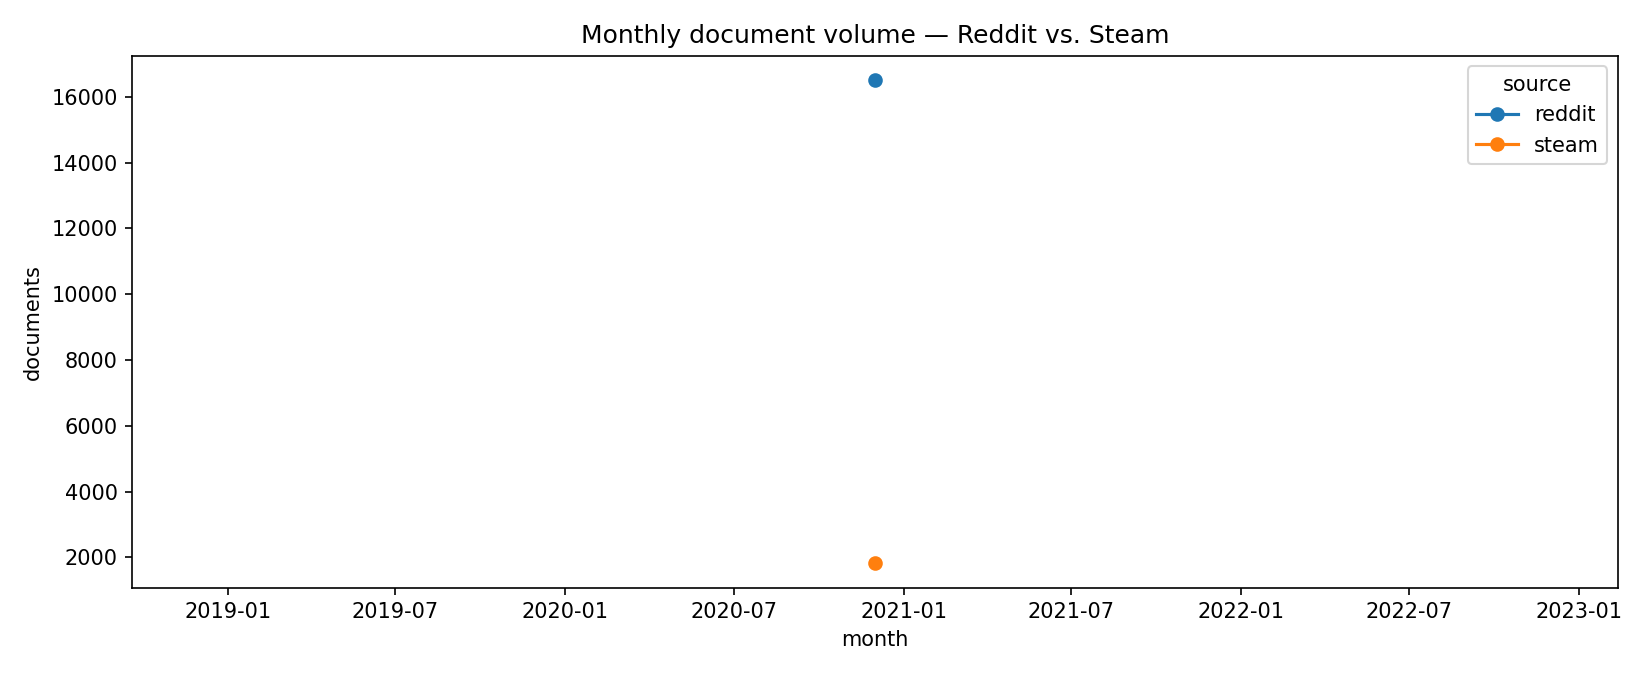 Monthly document volume — Reddit vs. Steam
source
reddit
steam
16000
14000
12000
10000
8000
6000
4000
2000
documents
2019-01 2019-07 2020-01 2020-07 2021-01 2021-07 2022-01 2022-07 2023-01
month